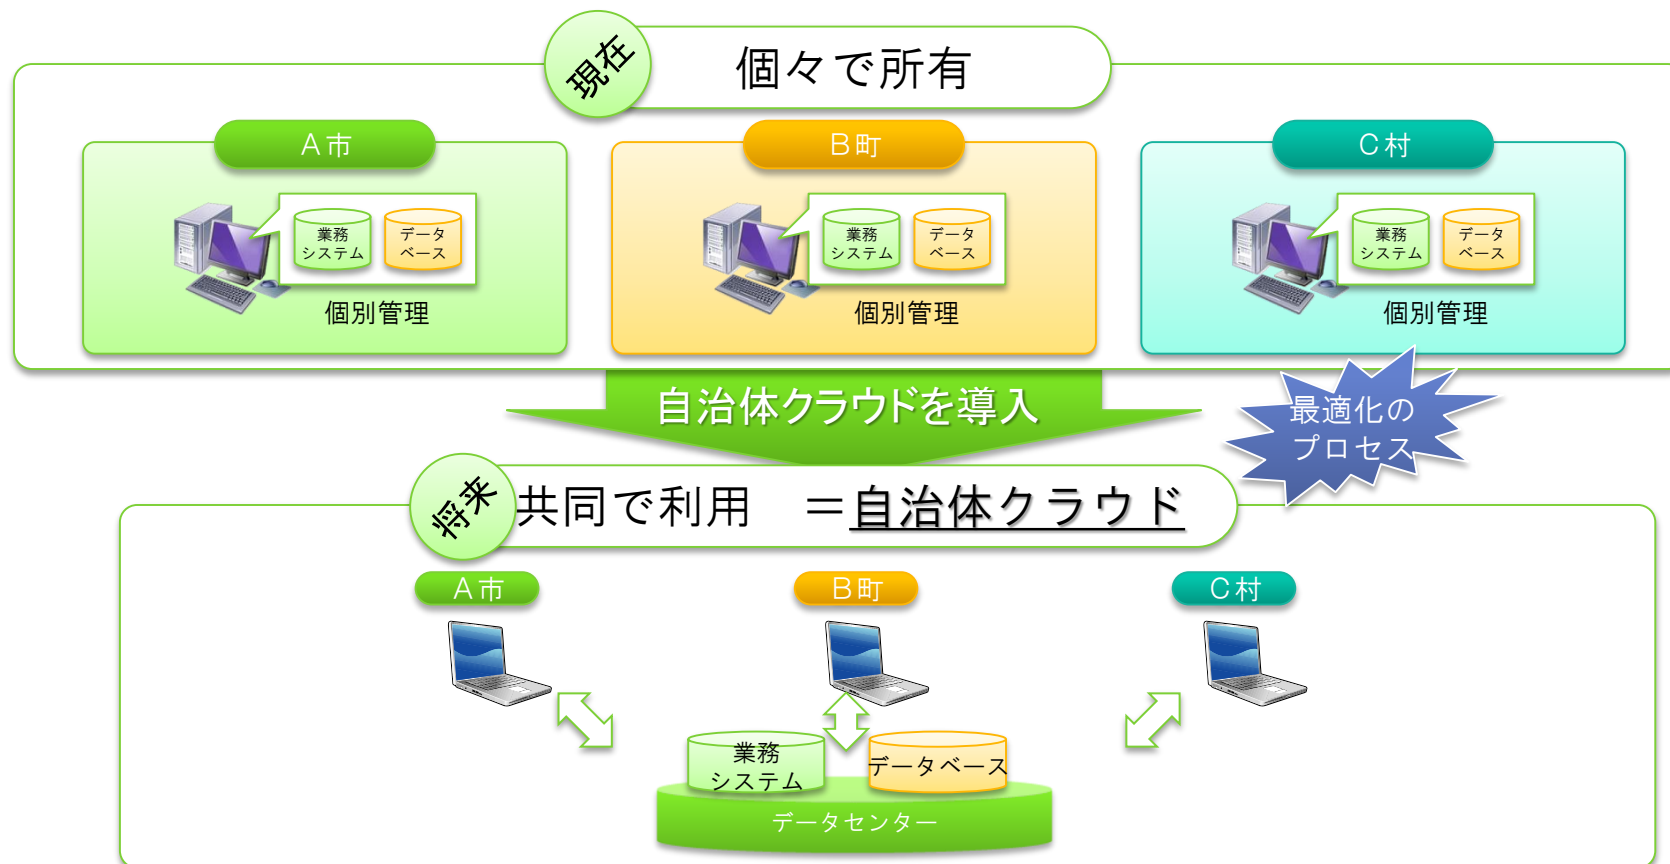 現在
個々で所有
A市
B町
C村
業務
システム
データ
ベース
個別管理
業務
システム
データ
ベース
個別管理
業務
システム
データ
ベース
個別管理
自治体クラウドを導入
最適化の
プロセス
将来
共同で利用　＝自治体クラウド
A市
B町
C村
業務
システム
データベース
データセンター